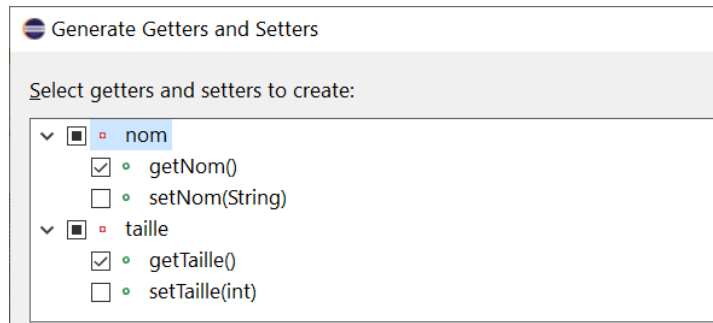 Generate Getters and Setters
Select getters and setters to create:
nom
getNom()
setNom(String)
taille
getTaille()
setTaille(int)